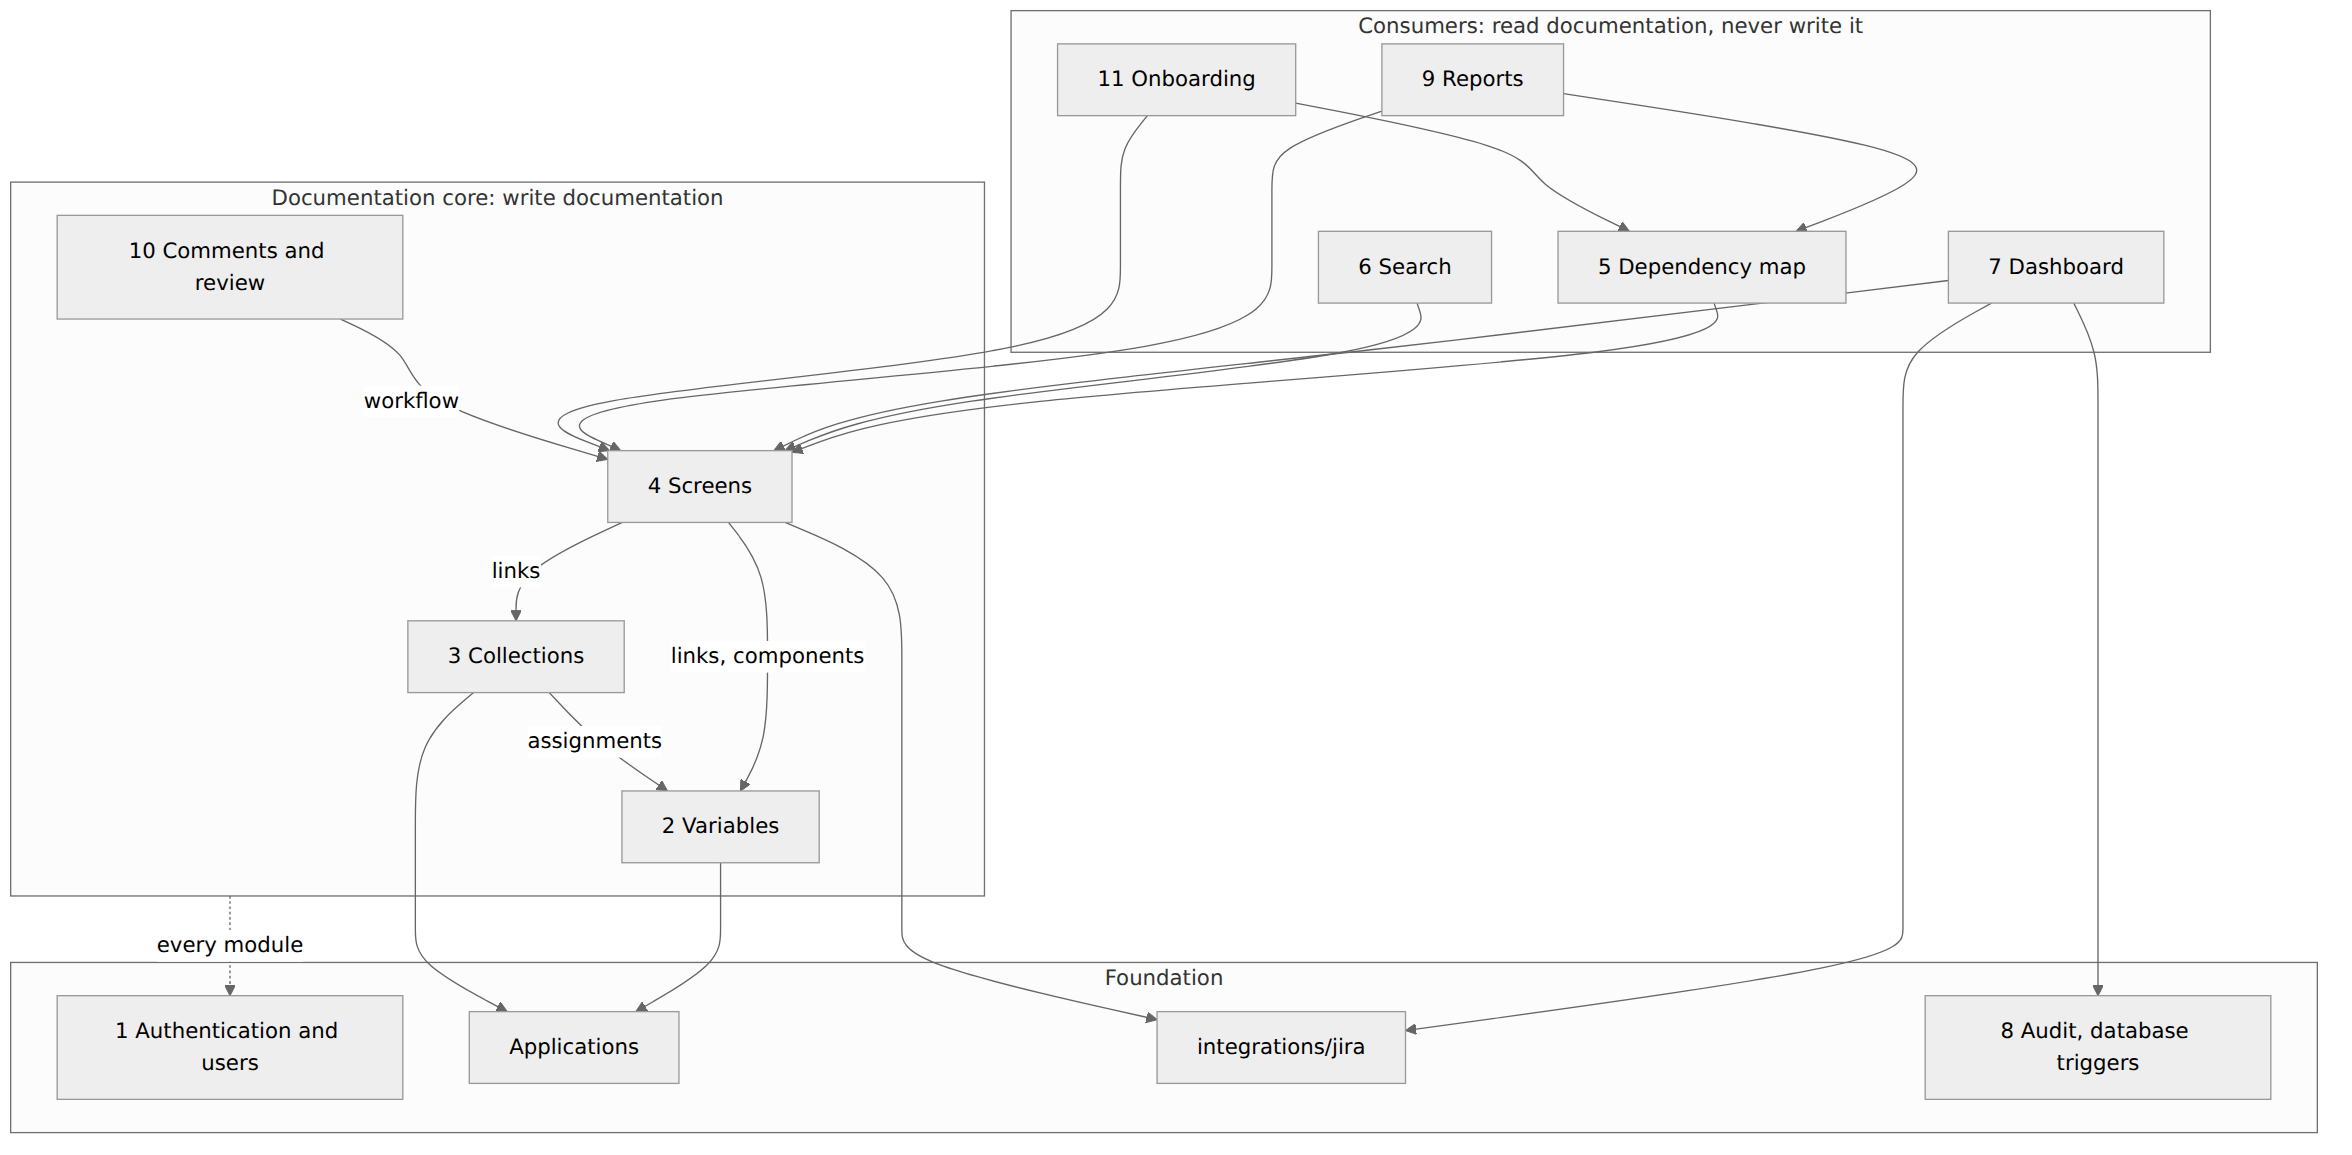 Consumers: read documentation, never write it
11 Onboarding
9 Reports
Documentation core: write documentation
10 Comments and
review
6 Search
5 Dependency map
7 Dashboard
workflow
4 Screens
links
3 Collections
links, components
assignments
2 Variables
every module
Foundation
1 Authentication and
users
Applications
integrations/jira
8 Audit, database
triggers